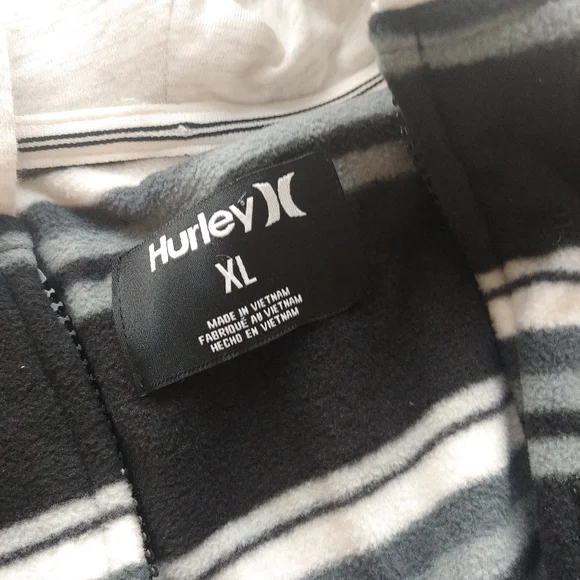 Hurley
XL
MADE IN VIETNAM
FABRIQUÉ AU VIETNAM
HECHO EN VIETNAM